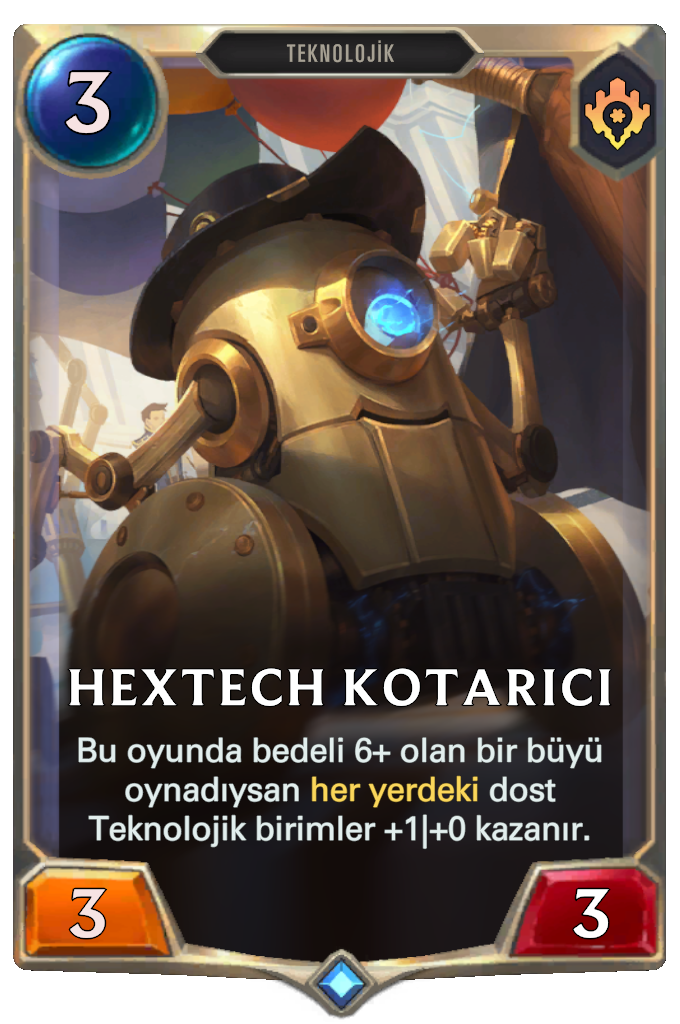 3
TEKNOLOJİK
HEXTECH KOTARICI
Bu oyunda bedeli 6+ olan bir büyü
oynadıysan her yerdeki dost
Teknolojik birimler +1|+0 kazanır.
3
3